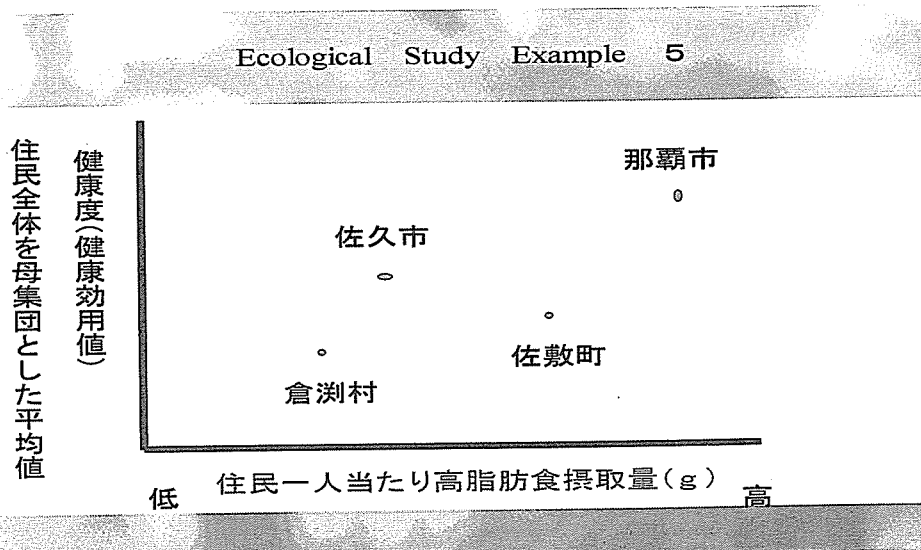 Ecological Study Example 5
住民全体を母集団とした平均値
健康度(健康効用値)
那覇市
佐久市
佐敷町
倉渕村
低 住民一人当たり高脂肪食摂取量(g) 高